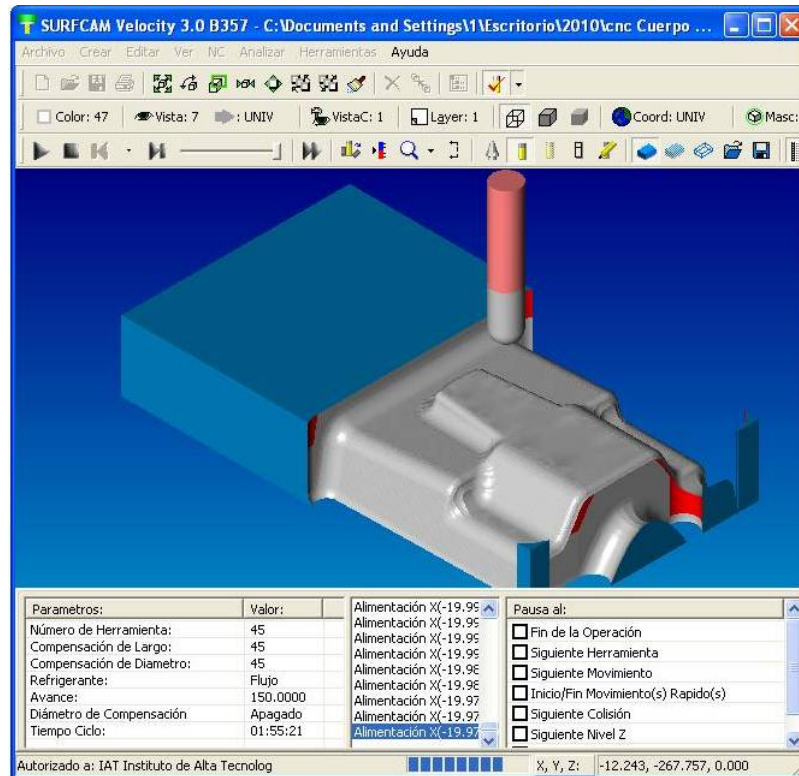 SURFCAM Velocity 3.0 B357 - C:\Documents and Settings\1\Escritorio\2010\cnc Cuerpo ...
Archivo Crear Editar Ver NC Analizar Herramientas Ayuda
Color: 47 Vista: 7 : UNIV VistaC: 1 Layer: 1 Coord: UNIV Masc:
Parametros: Valor:
Número de Herramienta: 45
Compensación de Largo: 45
Compensación de Diametro: 45
Refrigerante: Flujo
Avance: 150.0000
Diámetro de Compensación Apagado
Tiempo Ciclo: 01:55:21
Alimentación X(-19.99
Alimentación X(-19.99
Alimentación X(-19.99
Alimentación X(-19.99
Alimentación X(-19.98
Alimentación X(-19.98
Alimentación X(-19.97
Alimentación X(-19.97
Alimentación X(-19.97
Pausa al:
Fin de la Operación
Siguiente Herramienta
Siguiente Movimiento
Inicio/Fin Movimiento(s) Rapido(s)
Siguiente Colisión
Siguiente Nivel Z
Autorizado a: IAT Instituto de Alta Tecnolog X, Y, Z: -12.243, -267.757, 0.000